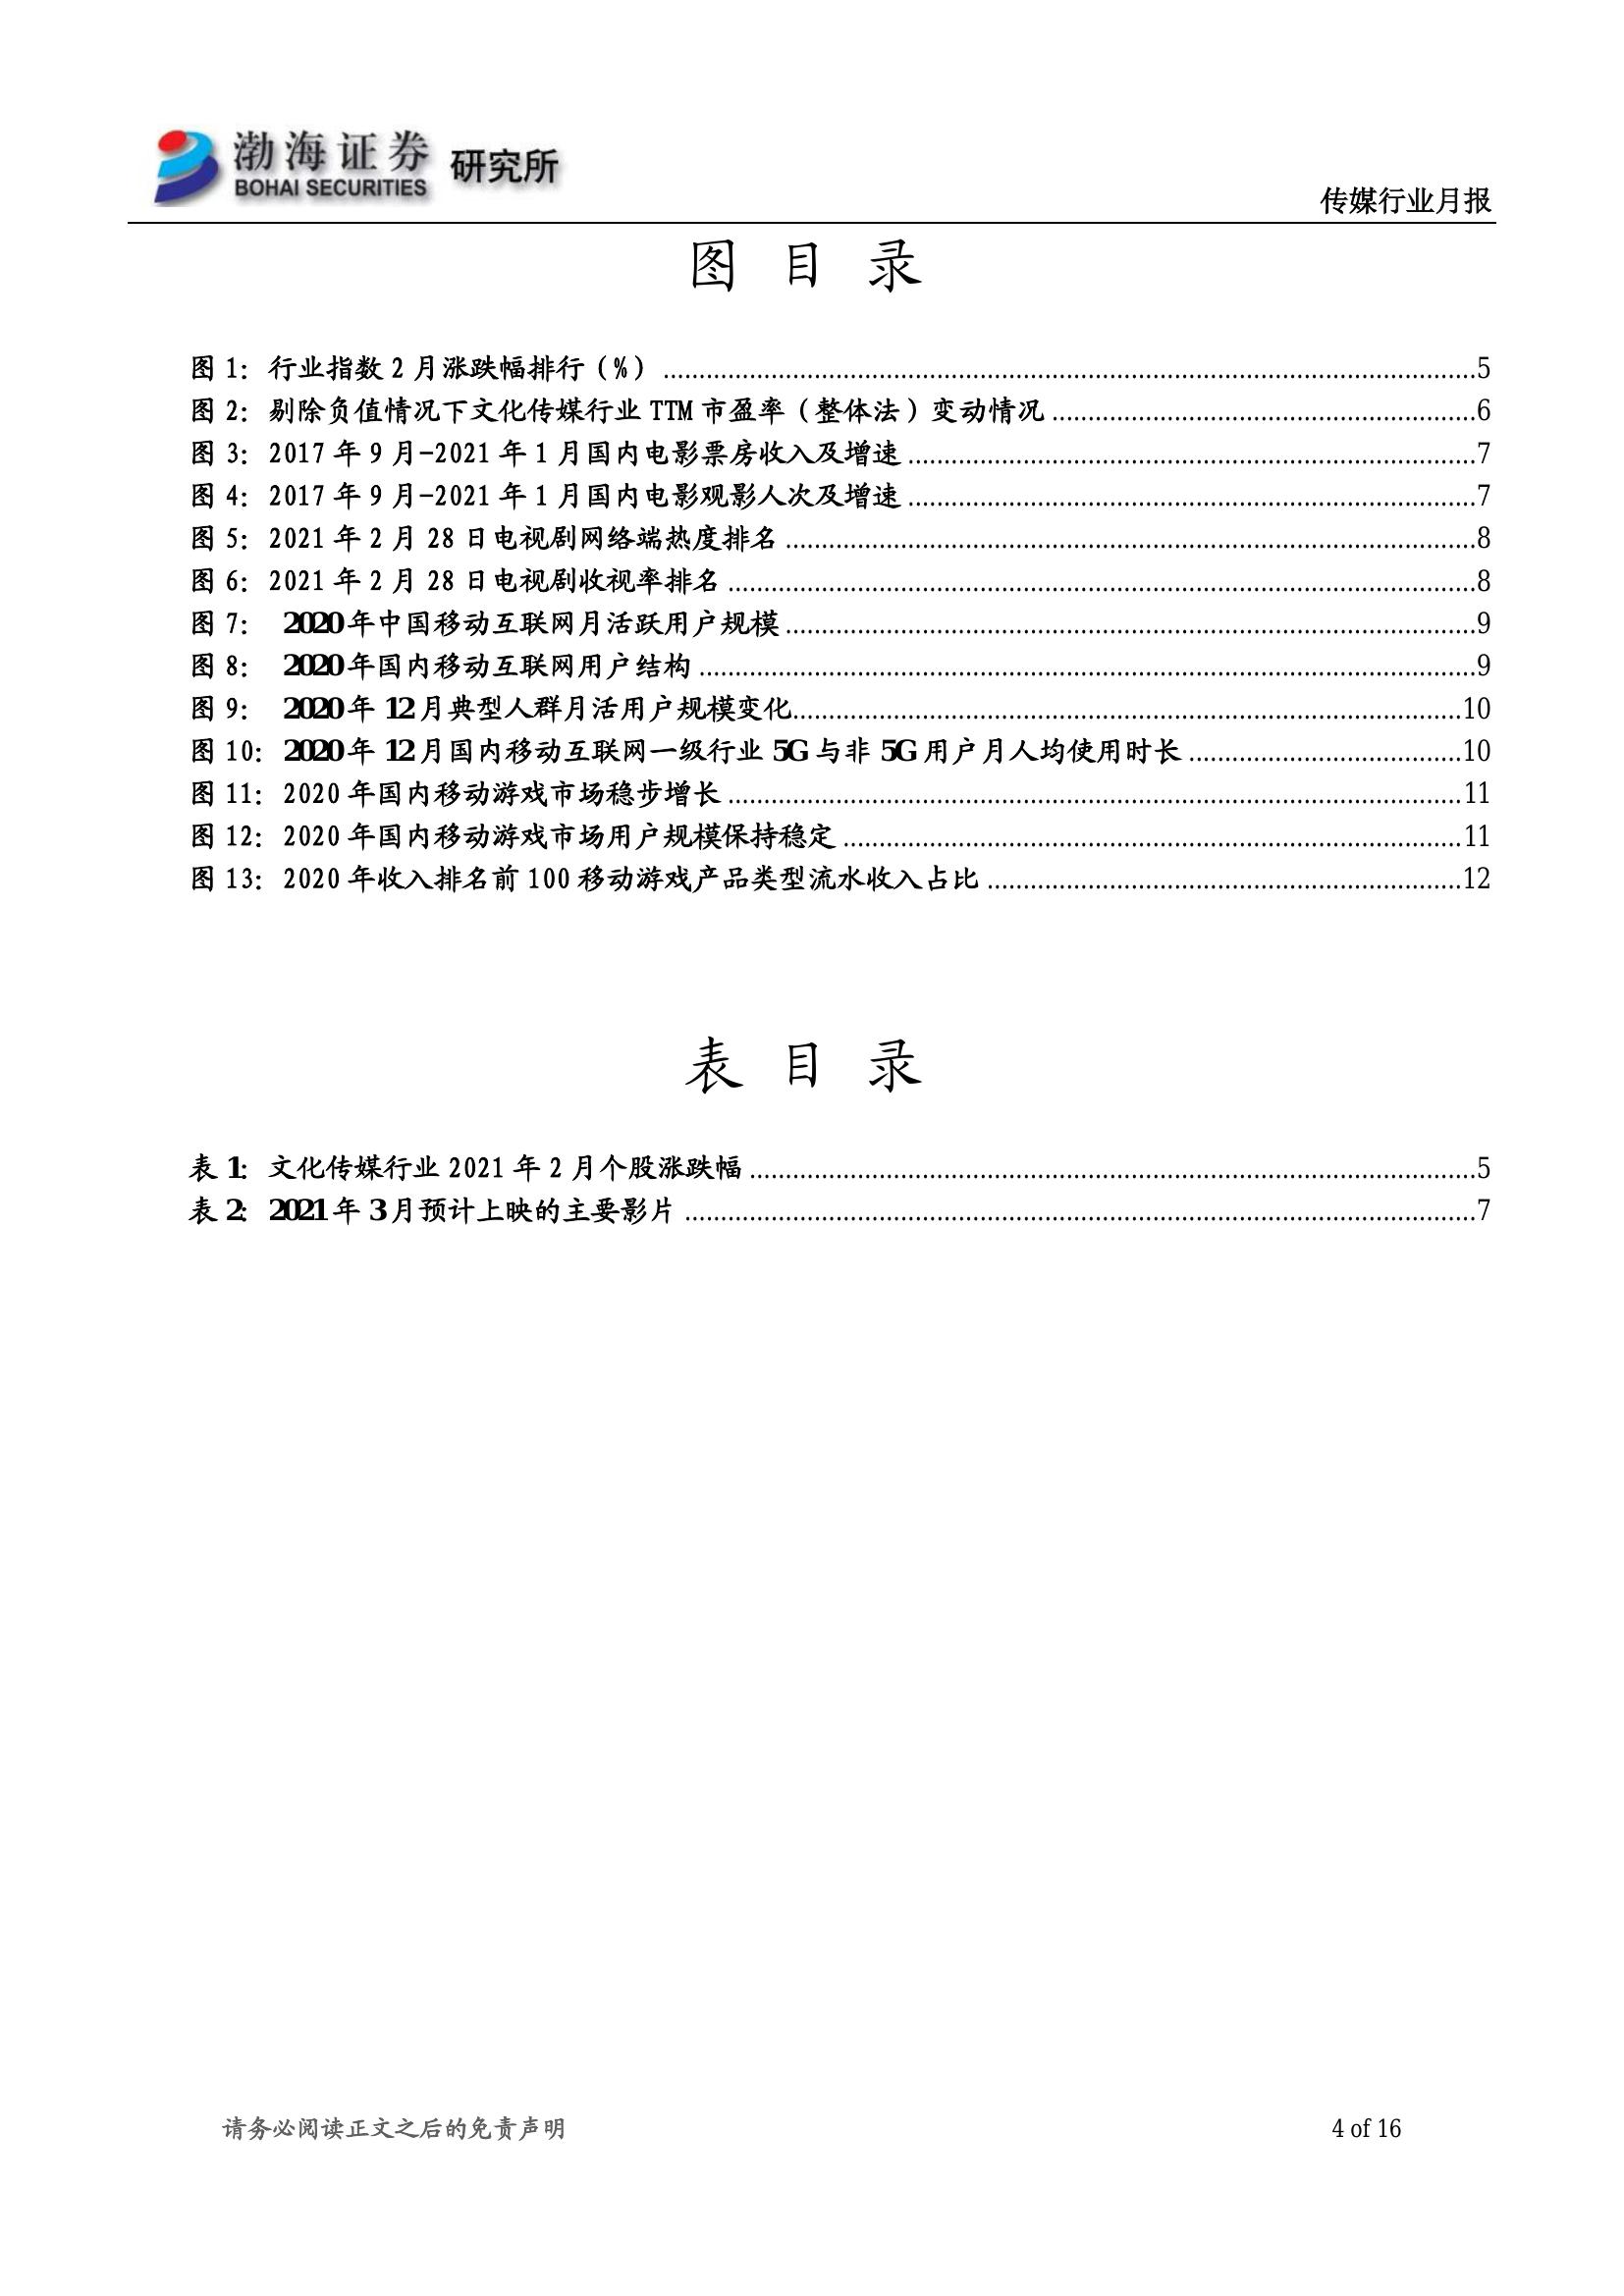 渤海证券 研究所
BOHAI SECURITIES
传媒行业月报
图 目 录
图 1: 行业指数 2 月涨跌幅排行（%）........5
图 2: 剔除负值情况下文化传媒行业 TTM 市盈率（整体法）变动情况........6
图 3: 2017 年 9 月-2021 年 1 月国内电影票房收入及增速........7
图 4: 2017 年 9 月-2021 年 1 月国内电影观影人次及增速........7
图 5: 2021 年 2 月 28 日电视剧网络端热度排名........8
图 6: 2021 年 2 月 28 日电视剧收视率排名........8
图 7: 2020 年中国移动互联网月活跃用户规模........9
图 8: 2020 年国内移动互联网用户结构........9
图 9: 2020 年 12 月典型人群月活用户规模变化........10
图 10: 2020 年 12 月国内移动互联网一级行业 5G 与非 5G 用户月人均使用时长........10
图 11: 2020 年国内移动游戏市场稳步增长........11
图 12: 2020 年国内移动游戏市场用户规模保持稳定........11
图 13: 2020 年收入排名前 100 移动游戏产品类型流水收入占比........12
表 目 录
表 1: 文化传媒行业 2021 年 2 月个股涨跌幅........5
表 2: 2021 年 3 月预计上映的主要影片........7
请务必阅读正文之后的免责声明
4 of 16